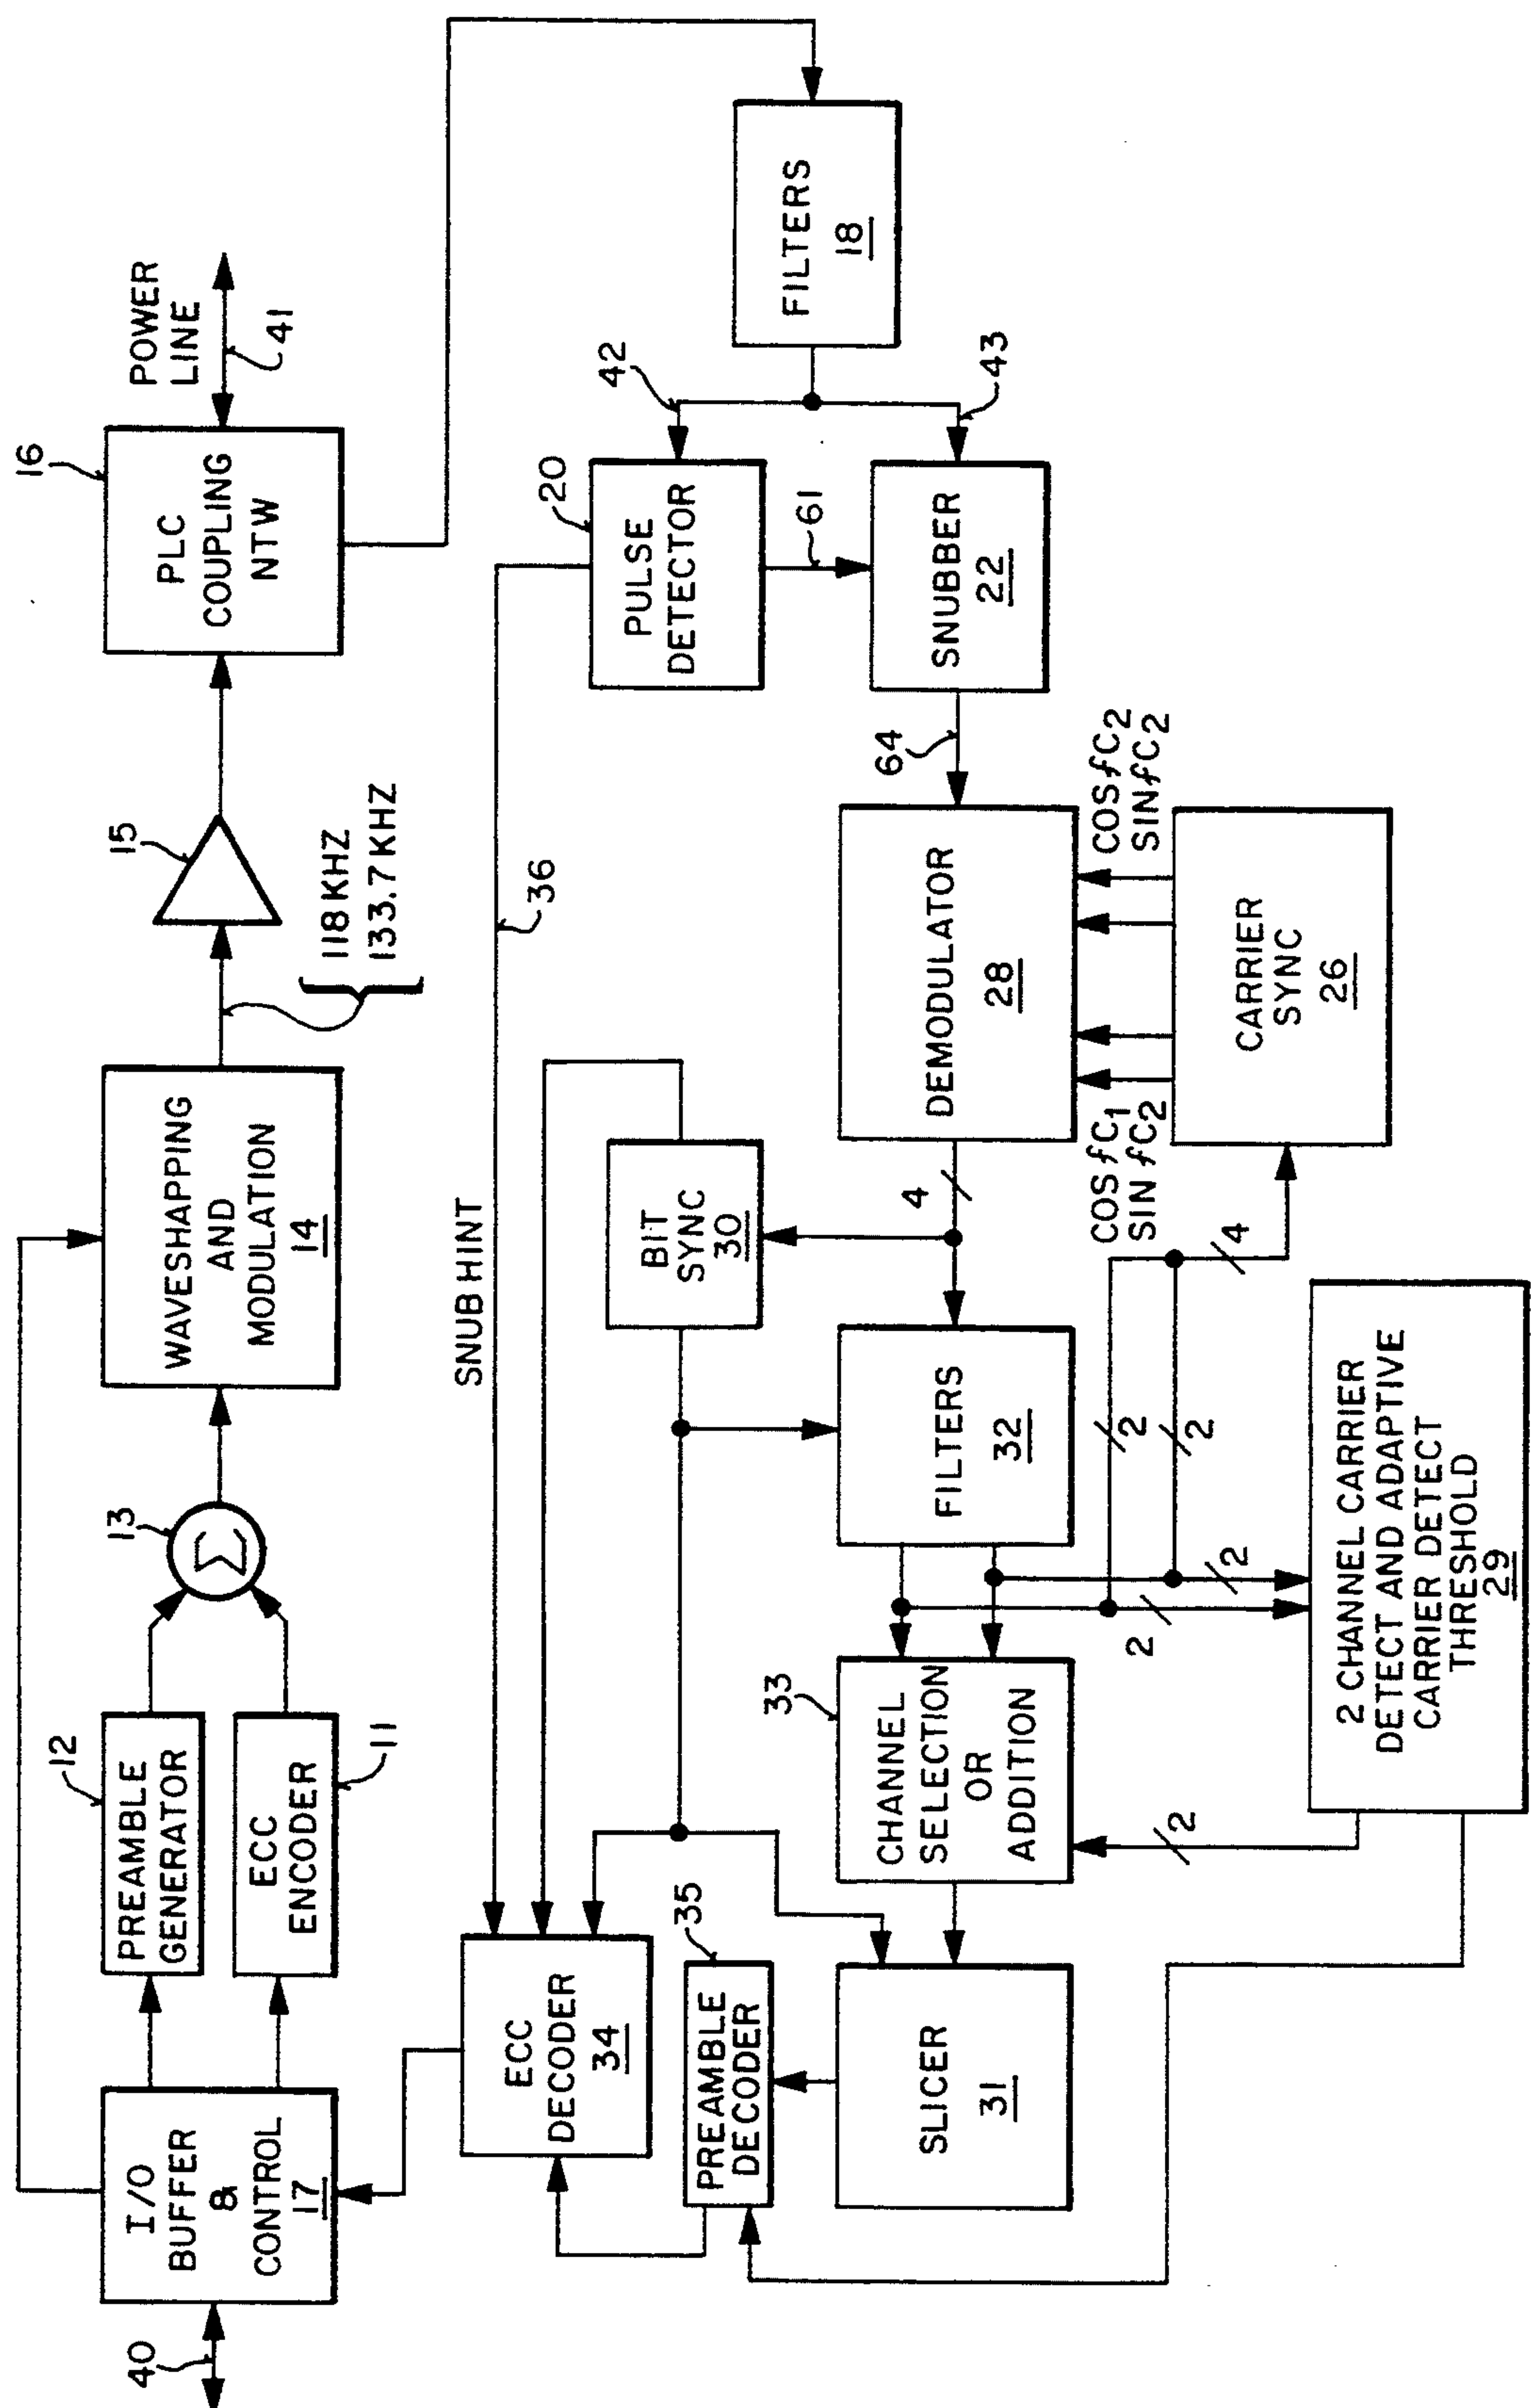 40
I/O
BUFFER
&
CONTROL
17
12
PREAMBLE
GENERATOR
ECC
ENCODER
11
13
Σ
WAVESHAPPING
AND
MODULATION
14
15
118 KHZ
133.7 KHZ
16
PLC
COUPLING
NTW
POWER
LINE
41
SNUB HINT
36
ECC
DECODER
34
35
PREAMBLE
DECODER
SLICER
31
33
CHANNEL
SELECTION
OR
ADDITION
BIT
SYNC
30
FILTERS
32
4
DEMODULATOR
28
64
20
PULSE
DETECTOR
61
SNUBBER
22
42
43
FILTERS
18
COS fC1
SIN fC2
COS fC2
SIN fC2
CARRIER
SYNC
26
4
2
2
2
2
2
2 CHANNEL CARRIER
DETECT AND ADAPTIVE
CARRIER DETECT
THRESHOLD
29